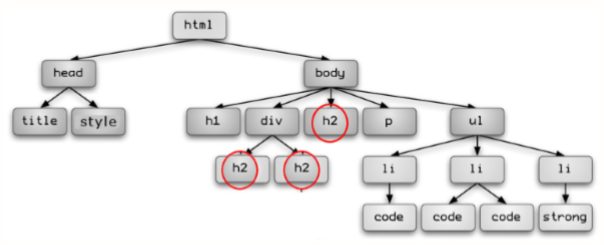 html
head body
title style h1 div h2 p ul
h2 h2 li li li
code code code strong